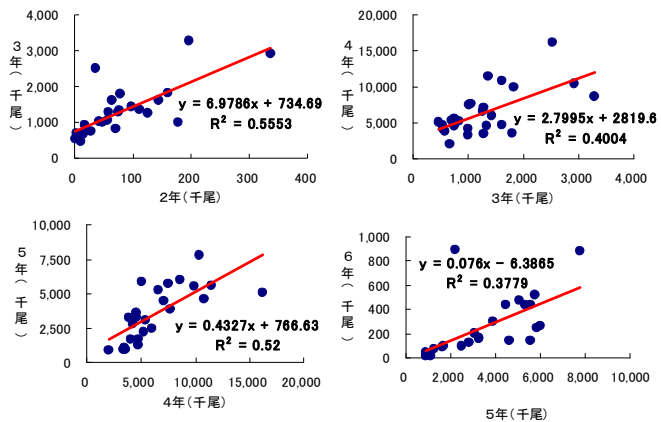 3年(千尾)
4,000
3,000
2,000
1,000
0
y = 6.9786x + 734.69
R² = 0.5553
0 100 200 300 400
2年(千尾)
4年(千尾)
20,000
15,000
10,000
5,000
0
y = 2.7995x + 2819.6
R² = 0.4004
0 1,000 2,000 3,000 4,000
3年(千尾)
5年(千尾)
10,000
7,500
5,000
2,500
0
y = 0.4327x + 766.63
R² = 0.52
0 5,000 10,000 15,000 20,000
4年(千尾)
6年(千尾)
1,000
800
600
400
200
0
y = 0.076x − 6.3865
R² = 0.3779
0 2,000 4,000 6,000 8,000 10,000
5年(千尾)